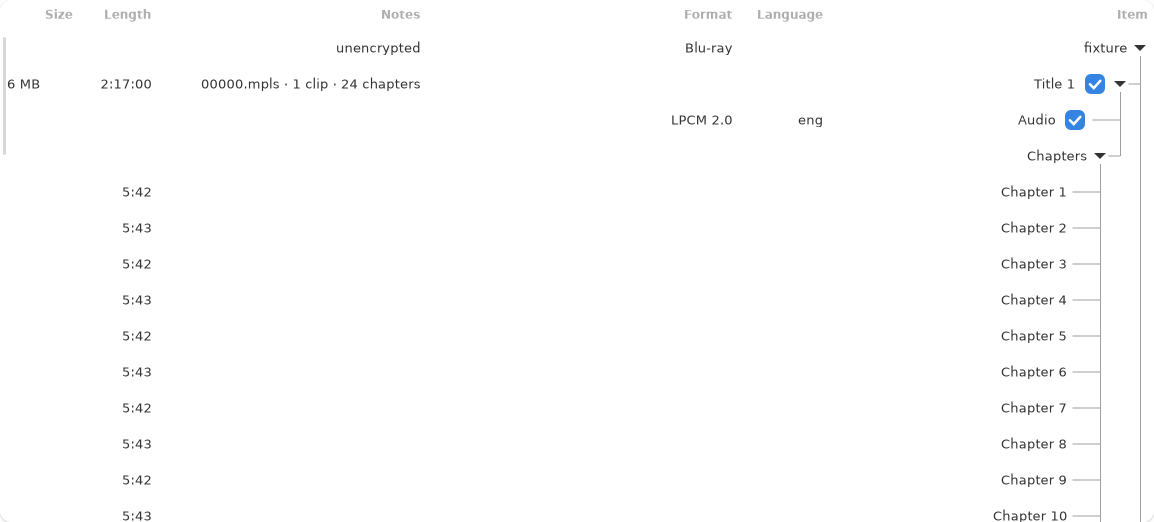 Size Length Notes Format Language Item
unencrypted Blu-ray fixture
6 MB 2:17:00 00000.mpls · 1 clip · 24 chapters Title 1
LPCM 2.0 eng Audio
Chapters
5:42 Chapter 1
5:43 Chapter 2
5:42 Chapter 3
5:43 Chapter 4
5:42 Chapter 5
5:43 Chapter 6
5:42 Chapter 7
5:43 Chapter 8
5:42 Chapter 9
5:43 Chapter 10